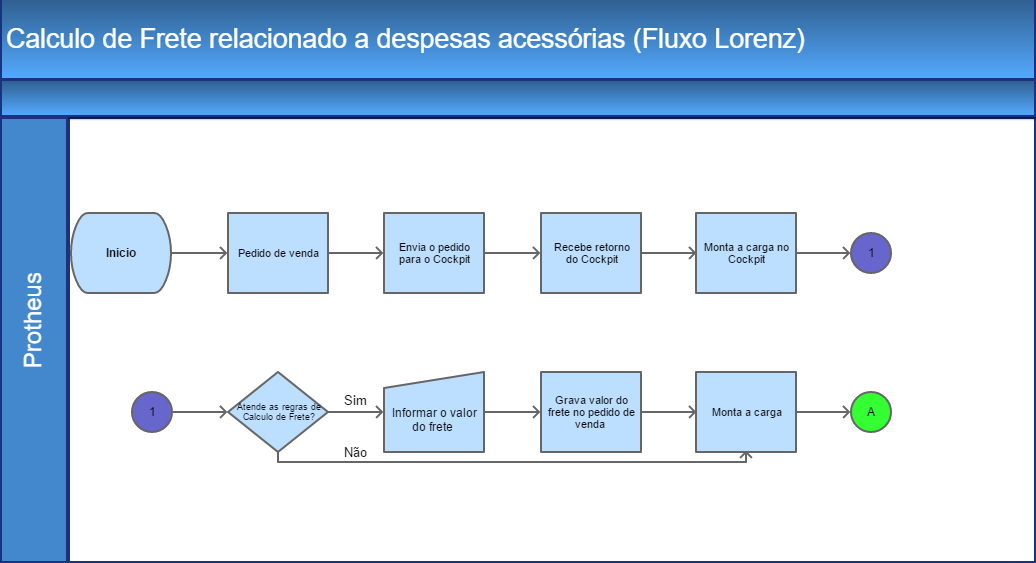 Calculo de Frete relacionado a despesas acessórias (Fluxo Lorenz)
Protheus
Inicio
Pedido de venda
Envia o pedido
para o Cockpit
Recebe retorno
do Cockpit
Monta a carga no
Cockpit
1
1
Atende as regras de
Calculo de Frete?
Sim
Não
Informar o valor
do frete
Grava valor do
frete no pedido de
venda
Monta a carga
A